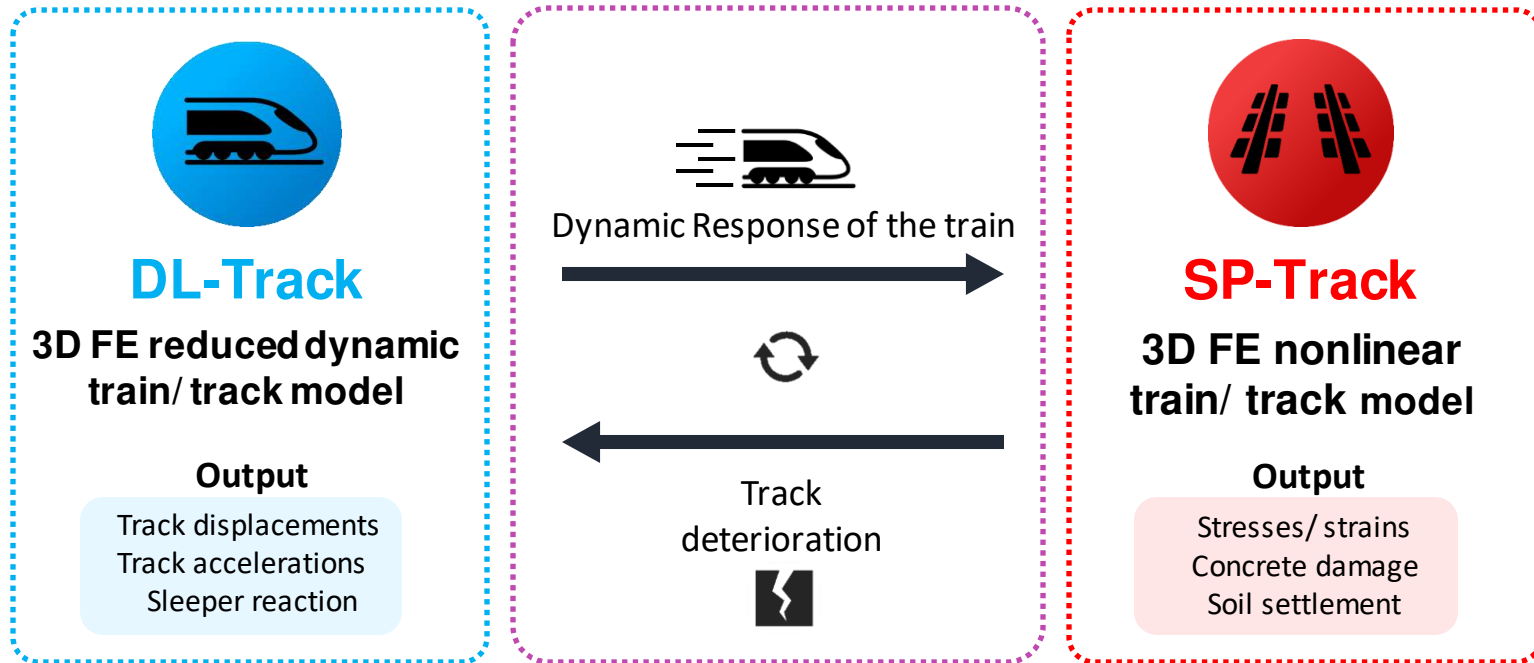 DL-Track
3D FE reduced dynamic
train/ track model
Output
Track displacements
Track accelerations
Sleeper reaction
Dynamic Response of the train
Track
deterioration
SP-Track
3D FE nonlinear
train/ track model
Output
Stresses/ strains
Concrete damage
Soil settlement